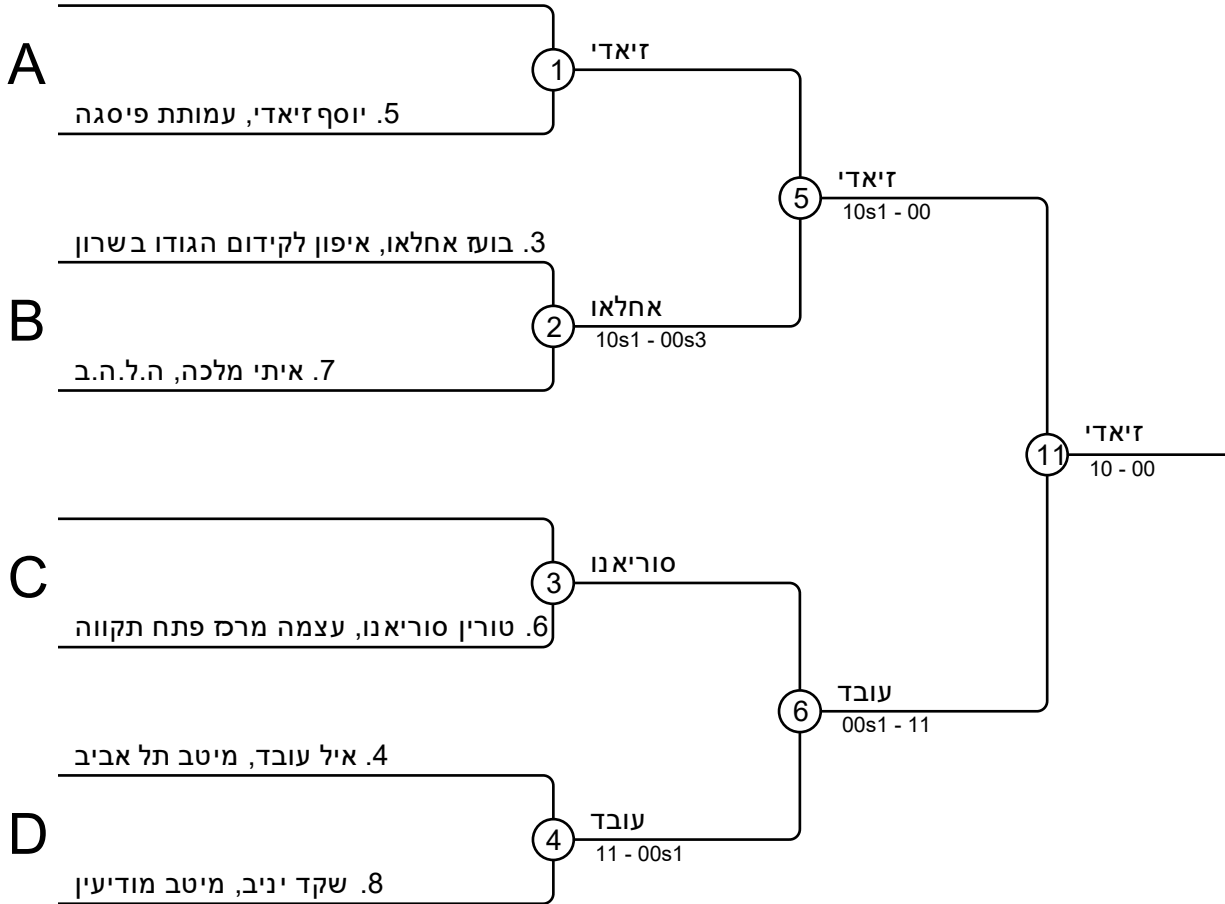 A
1
זיאדי
5. יוסף זיאדי, עמותת פיסגה
5
זיאדי
10s1 - 00
3. בועז אחלאו, איפון לקידום הגודו בשרון
B
2
אחלאו
10s1 - 00s3
7. איתי מלכה, ה.ל.ה.ב
11
זיאדי
10 - 00
C
3
סוריאנו
6. טורין סוריאנו, עצמה מרכז פתח תקווה
6
עובד
00s1 - 11
4. איל עובד, מיטב תל אביב
D
4
עובד
11 - 00s1
8. שקד יניב, מיטב מודיעין